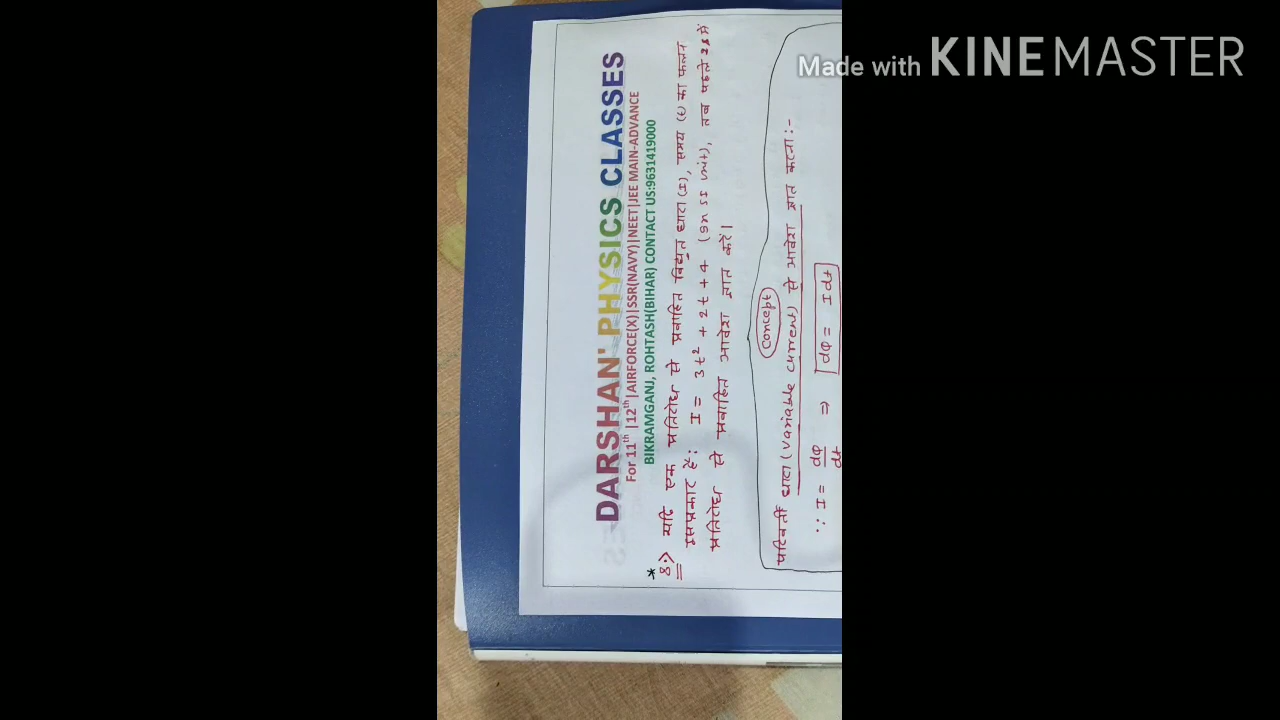 Made with KINEMASTER
DARSHAN' PHYSICS CLASSES
For 11th |12th |AIRFORCE(X)|SSR(NAVY)|NEET|JEE MAIN-ADVANCE
BIKRAMGANJ, ROHTASH(BIHAR) CONTACT US:9631419000
* 8:> यदि एक प्रतिरोध से प्रवाहित विद्युत धारा (I), समय (t) का फलन
इसप्रकार हैं: I = 3t² + 2t + 4 (In SI unit), तब पहले 2s में
प्रतिरोध से प्रवाहित आवेश ज्ञात करें।
Concept
परिवर्ती धारा (Variable current) से आवेश ज्ञात करना:-
∵ I = dQ/dt ⇒ dQ = Idt